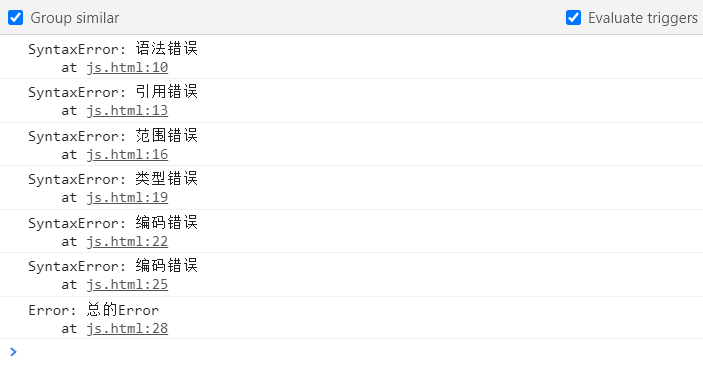 Group similar Evaluate triggers
SyntaxError: 语法错误
at js.html:10
SyntaxError: 引用错误
at js.html:13
SyntaxError: 范围错误
at js.html:16
SyntaxError: 类型错误
at js.html:19
SyntaxError: 编码错误
at js.html:22
SyntaxError: 编码错误
at js.html:25
Error: 总的Error
at js.html:28